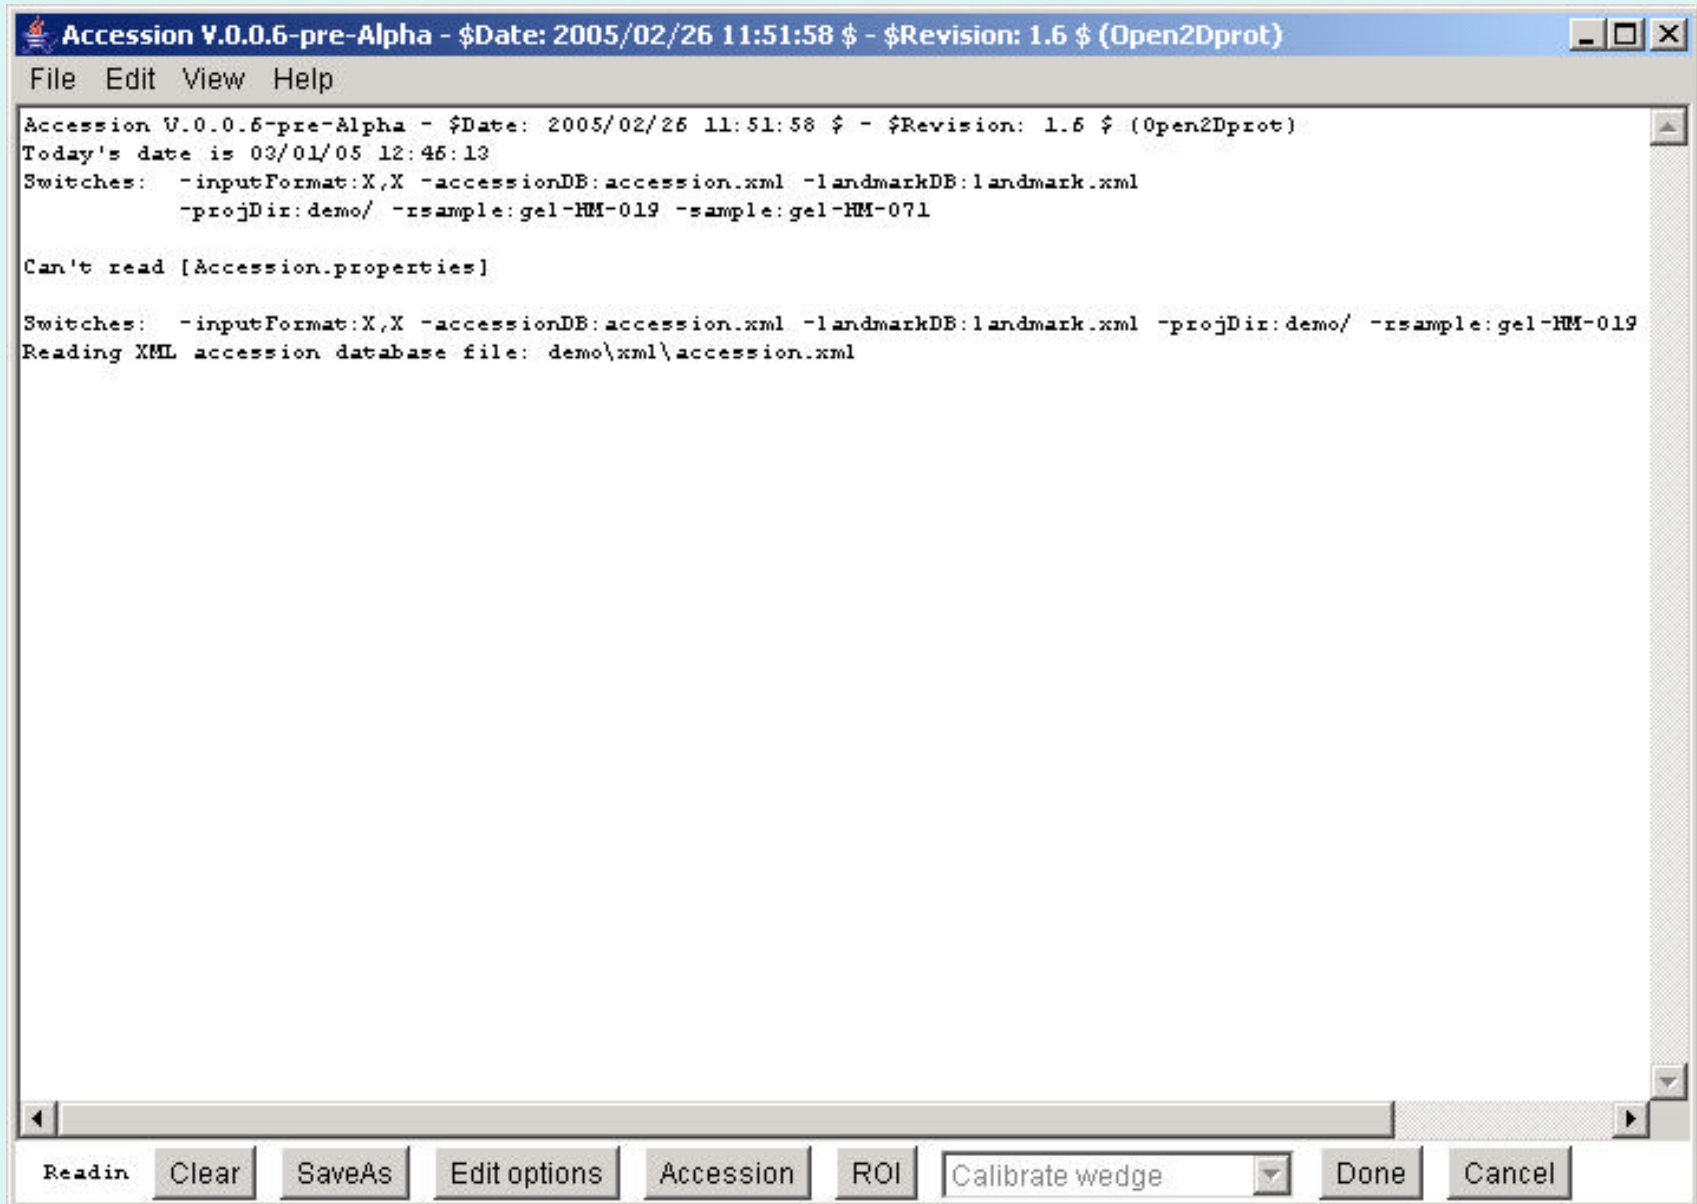 Accession V.0.0.6-pre-Alpha - $Date: 2005/02/26 11:51:58 $ - $Revision: 1.6 $ (Open2Dprot)
File Edit View Help
Accession V.0.0.6-pre-Alpha - $Date: 2005/02/26 11:51:58 $ - $Revision: 1.6 $ (Open2Dprot)
Today's date is 03/01/05 12:46:13
Switches: -inputFormat:X,X -accessionDB:accession.xml -landmarkDB:landmark.xml
-projDir:demo/ -rsample:gel-HM-019 -sample:gel-HM-071
Can't read [Accession.properties]
Switches: -inputFormat:X,X -accessionDB:accession.xml -landmarkDB:landmark.xml -projDir:demo/ -rsample:gel-HM-019
Reading XML accession database file: demo\xml\accession.xml
Readin Clear SaveAs Edit options Accession ROI Calibrate wedge Done Cancel